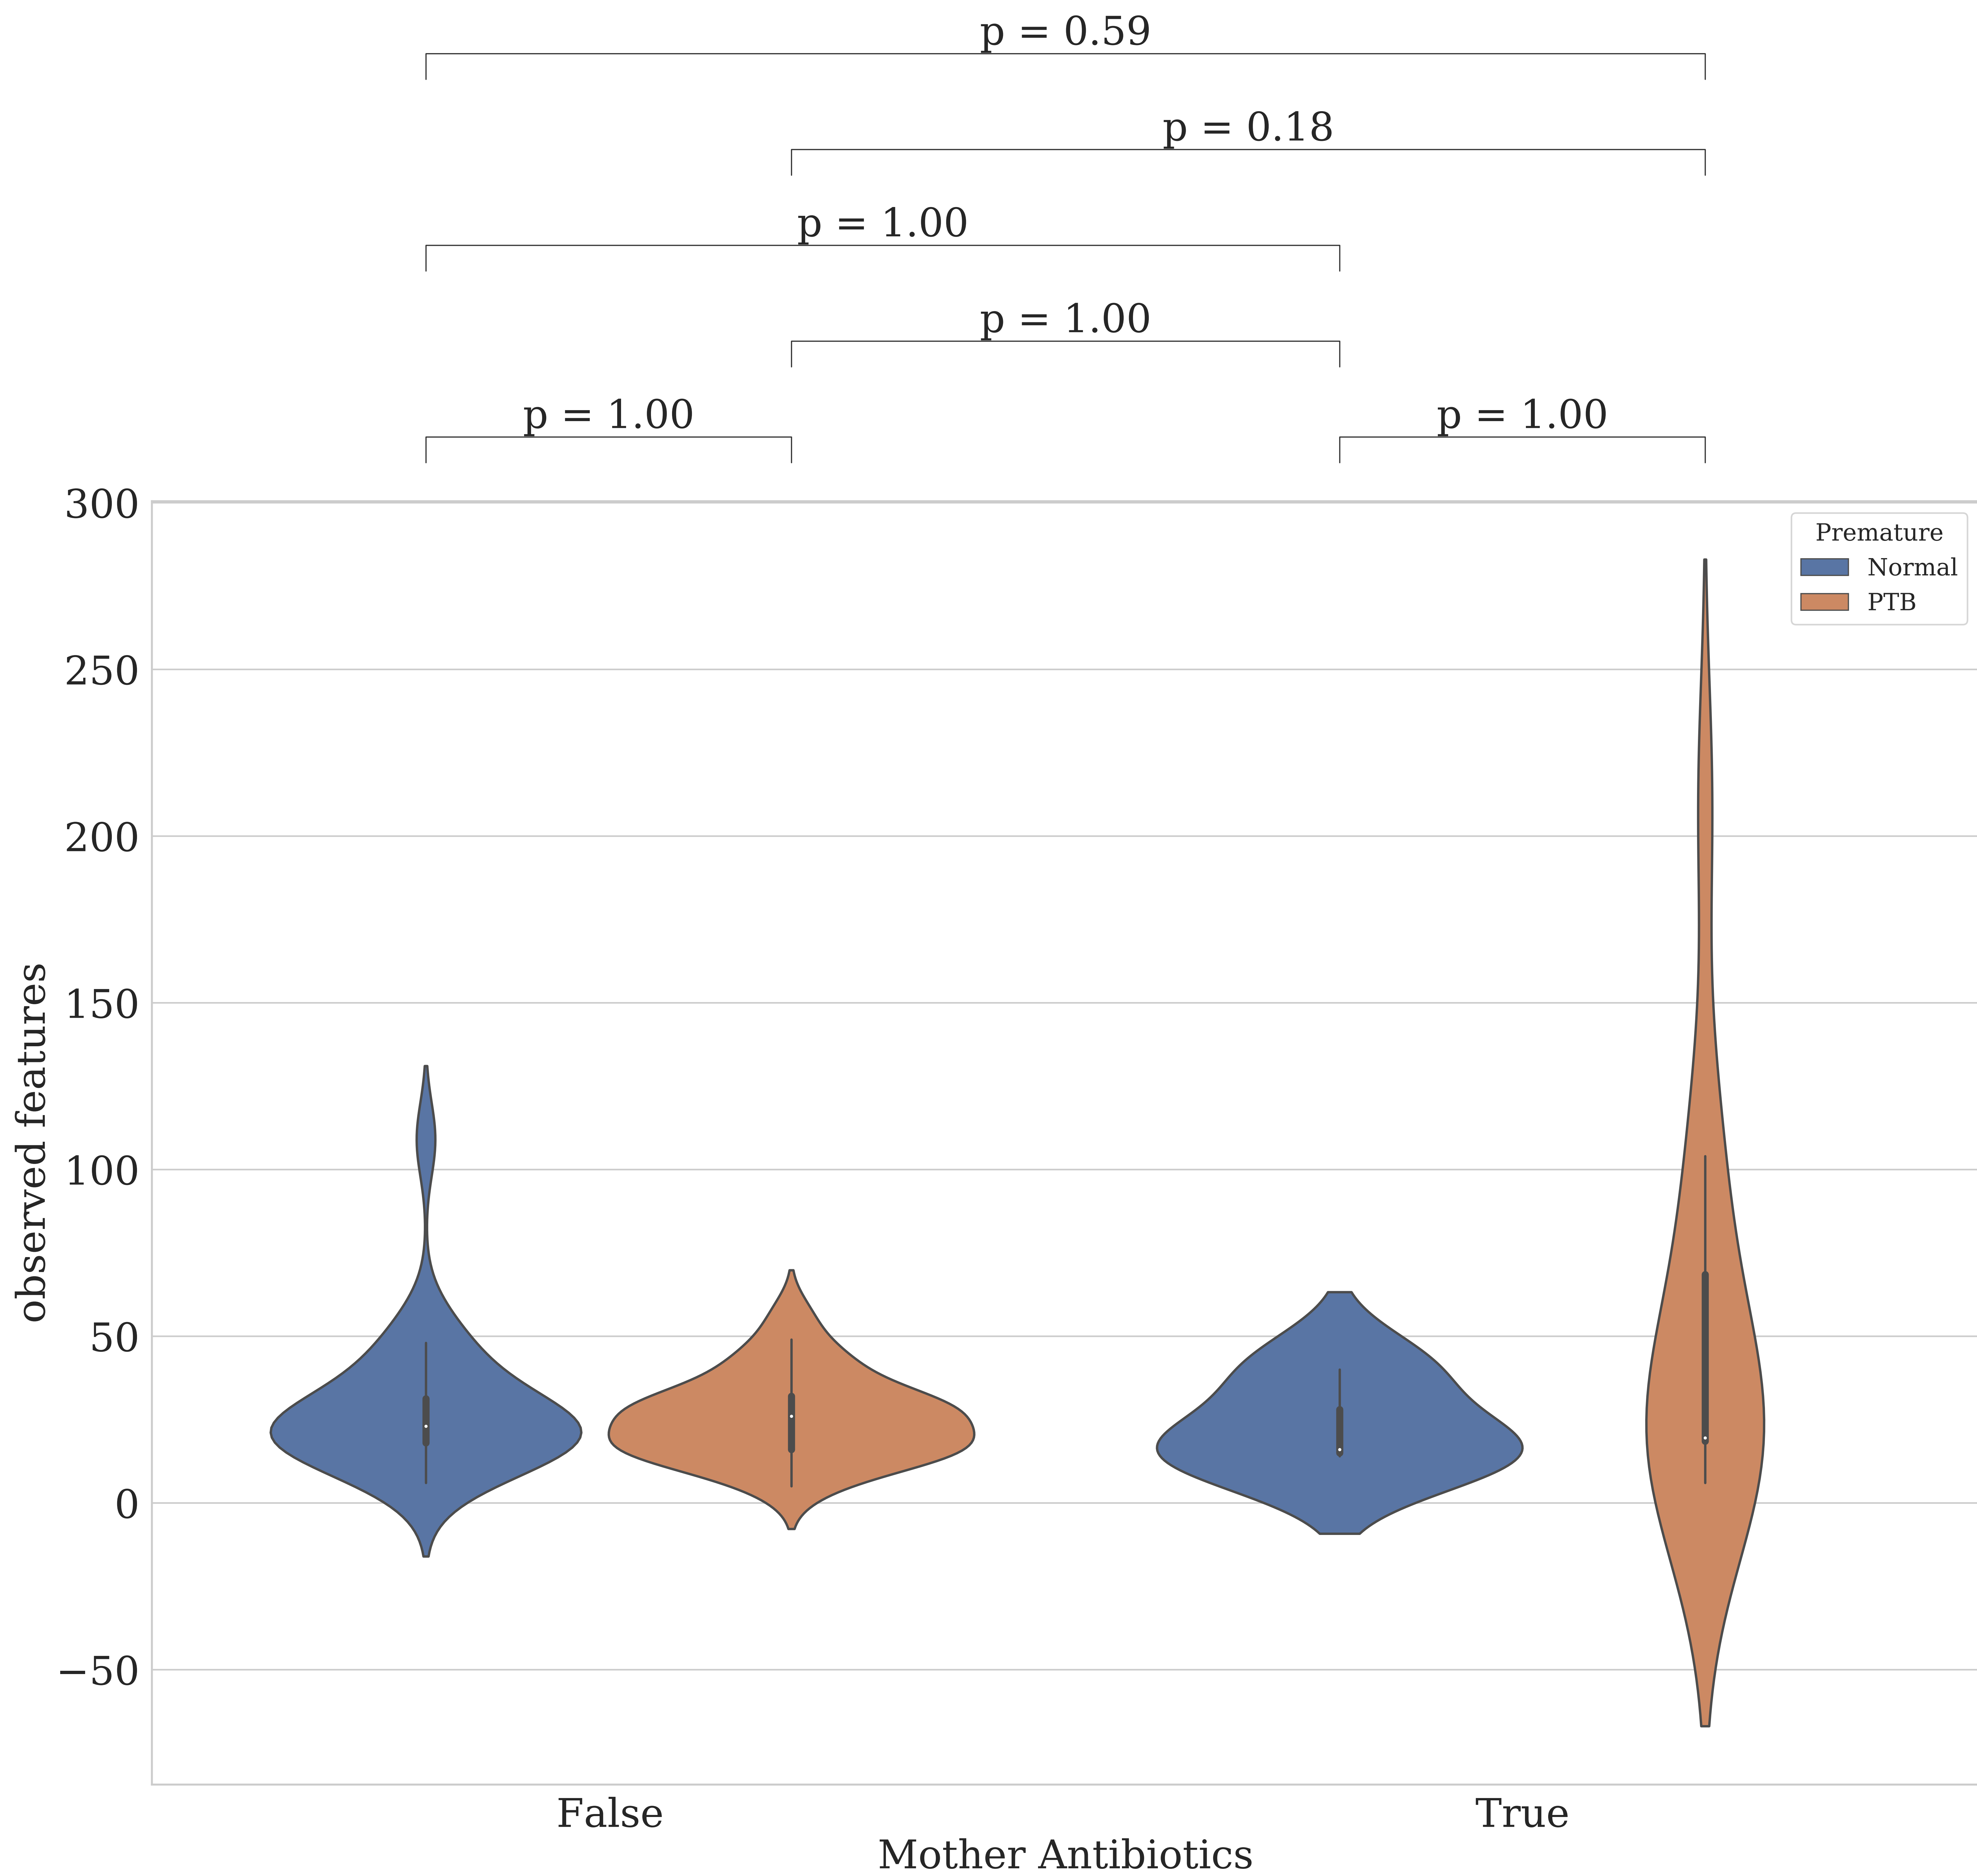 p = 0.59
p = 0.18
p = 1.00
p = 1.00
p = 1.00
p = 1.00
300
250
200
150
100
50
0
−50
observed features
Premature
Normal
PTB
False
True
Mother Antibiotics